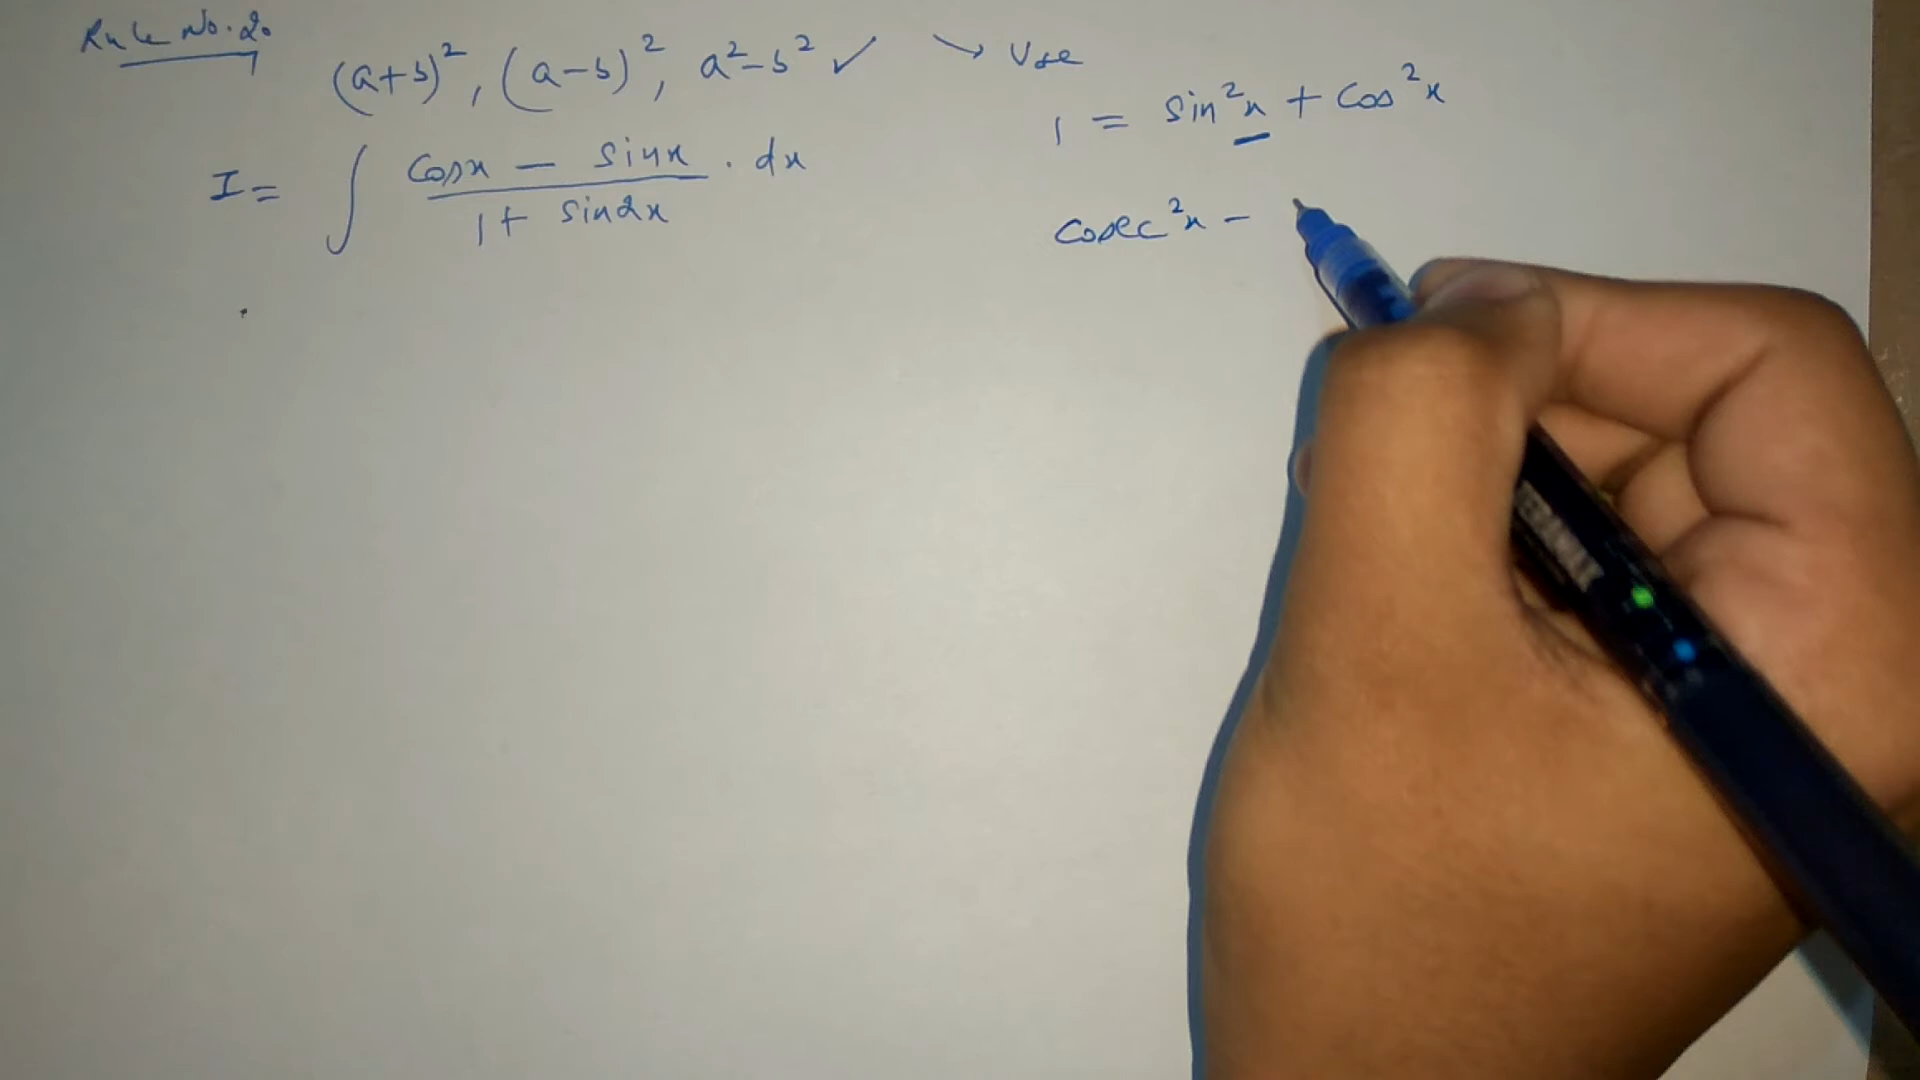 Rule No. 2.
(a+b)², (a-b)², a²-b² ✓ → Use
1 = sin²x + cos²x
I = ∫ (cosx - sinx)/(1 + sin2x) . dx
cosec²x -